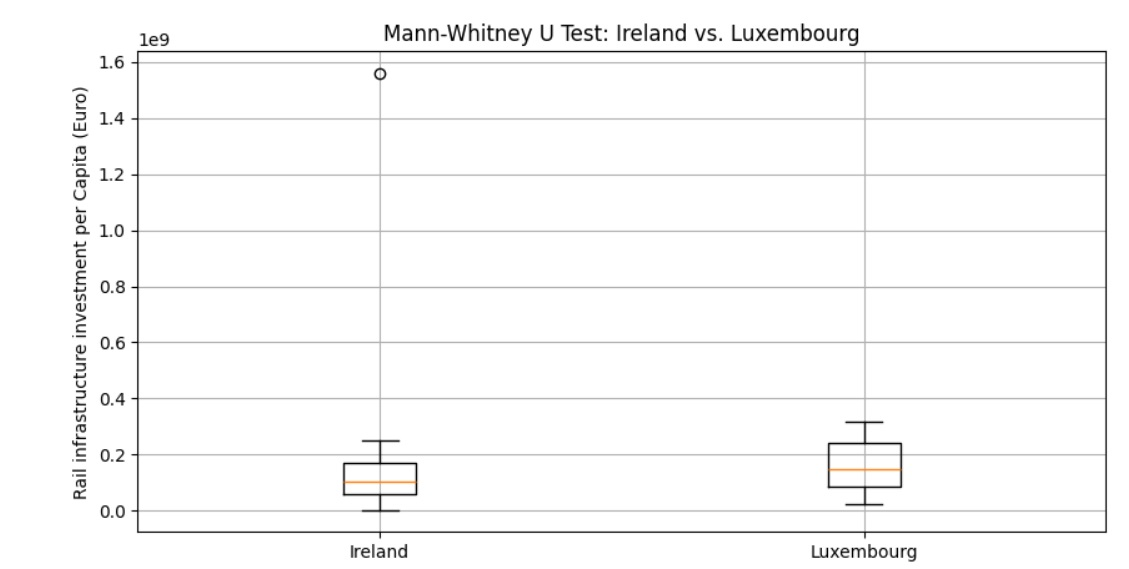 Mann-Whitney U Test: Ireland vs. Luxembourg
1e9
Rail infrastructure investment per Capita (Euro)
1.6
1.4
1.2
1.0
0.8
0.6
0.4
0.2
0.0
Ireland
Luxembourg